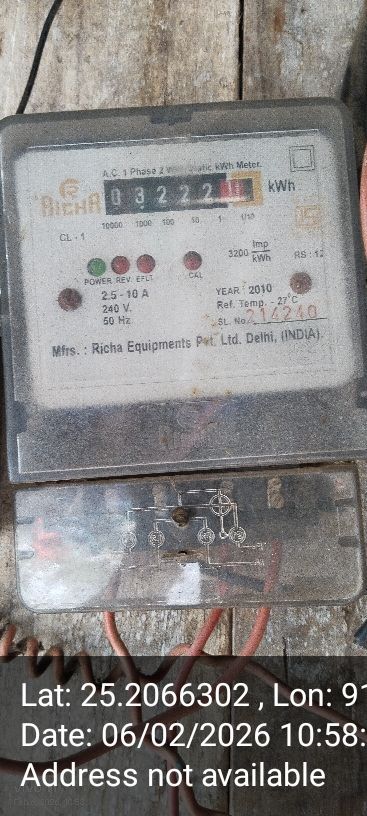 A.C. 1 Phase 2 kWh Meter.
RICHA
0 3 2 2 2
kWh
10000 1000 100 10 1 1/10
CL - 1
3200 Imp/kWh
RS : 12
POWER REV. EFLT CAL
2.5 - 10 A
240 V.
50 Hz
YEAR : 2010
Ref. Temp. - 27°C
SL. No. 214240
Mfrs. : Richa Equipments Pvt. Ltd. Delhi, (INDIA)
Lat: 25.2066302 , Lon: 91
Date: 06/02/2026 10:58:
Address not available